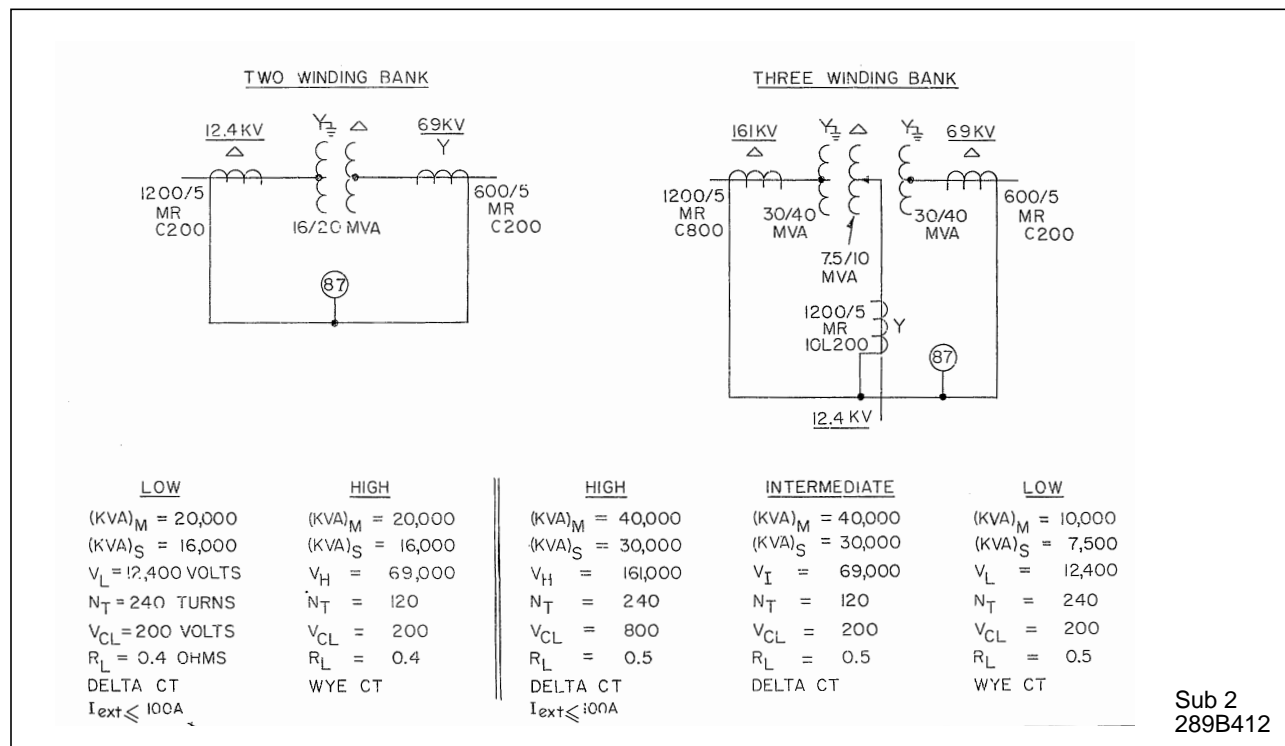 TWO WINDING BANK
12.4KV
Δ
Y Δ
69KV
Y
1200/5
MR
C200
16/20 MVA
600/5
MR
C200
87
THREE WINDING BANK
161KV
Δ
Y Δ
Y
69KV
Δ
1200/5
MR
C800
30/40
MVA
7.5/10
MVA
30/40
MVA
600/5
MR
C200
1200/5
MR
10L200
Y
87
12.4 KV
LOW
(KVA)M = 20,000
(KVA)S = 16,000
VL = 12,400 VOLTS
NT = 240 TURNS
VCL = 200 VOLTS
RL = 0.4 OHMS
DELTA CT
Iext ≤ 100A
HIGH
(KVA)M = 20,000
(KVA)S = 16,000
VH = 69,000
NT = 120
VCL = 200
RL = 0.4
WYE CT
HIGH
(KVA)M = 40,000
(KVA)S = 30,000
VH = 161,000
NT = 240
VCL = 800
RL = 0.5
DELTA CT
Iext ≤ 100A
INTERMEDIATE
(KVA)M = 40,000
(KVA)S = 30,000
VI = 69,000
NT = 120
VCL = 200
RL = 0.5
DELTA CT
LOW
(KVA)M = 10,000
(KVA)S = 7,500
VL = 12,400
NT = 240
VCL = 200
RL = 0.5
WYE CT
Sub 2
289B412